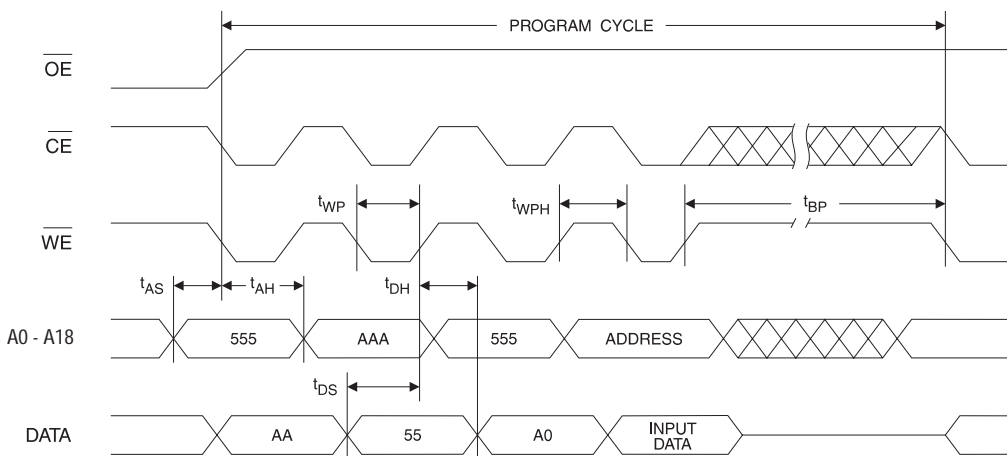 PROGRAM CYCLE
OE
CE
tWP
tWPH
tBP
WE
tAS
tAH
tDH
A0 - A18
555
AAA
555
ADDRESS
tDS
DATA
AA
55
A0
INPUT
DATA